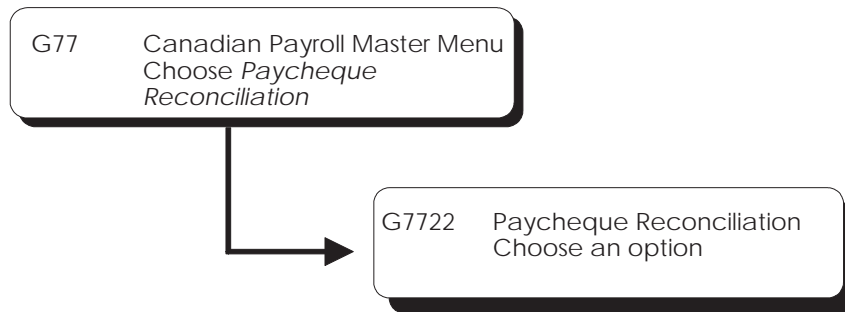 G77 Canadian Payroll Master Menu
Choose Paycheque
Reconciliation
G7722 Paycheque Reconciliation
Choose an option